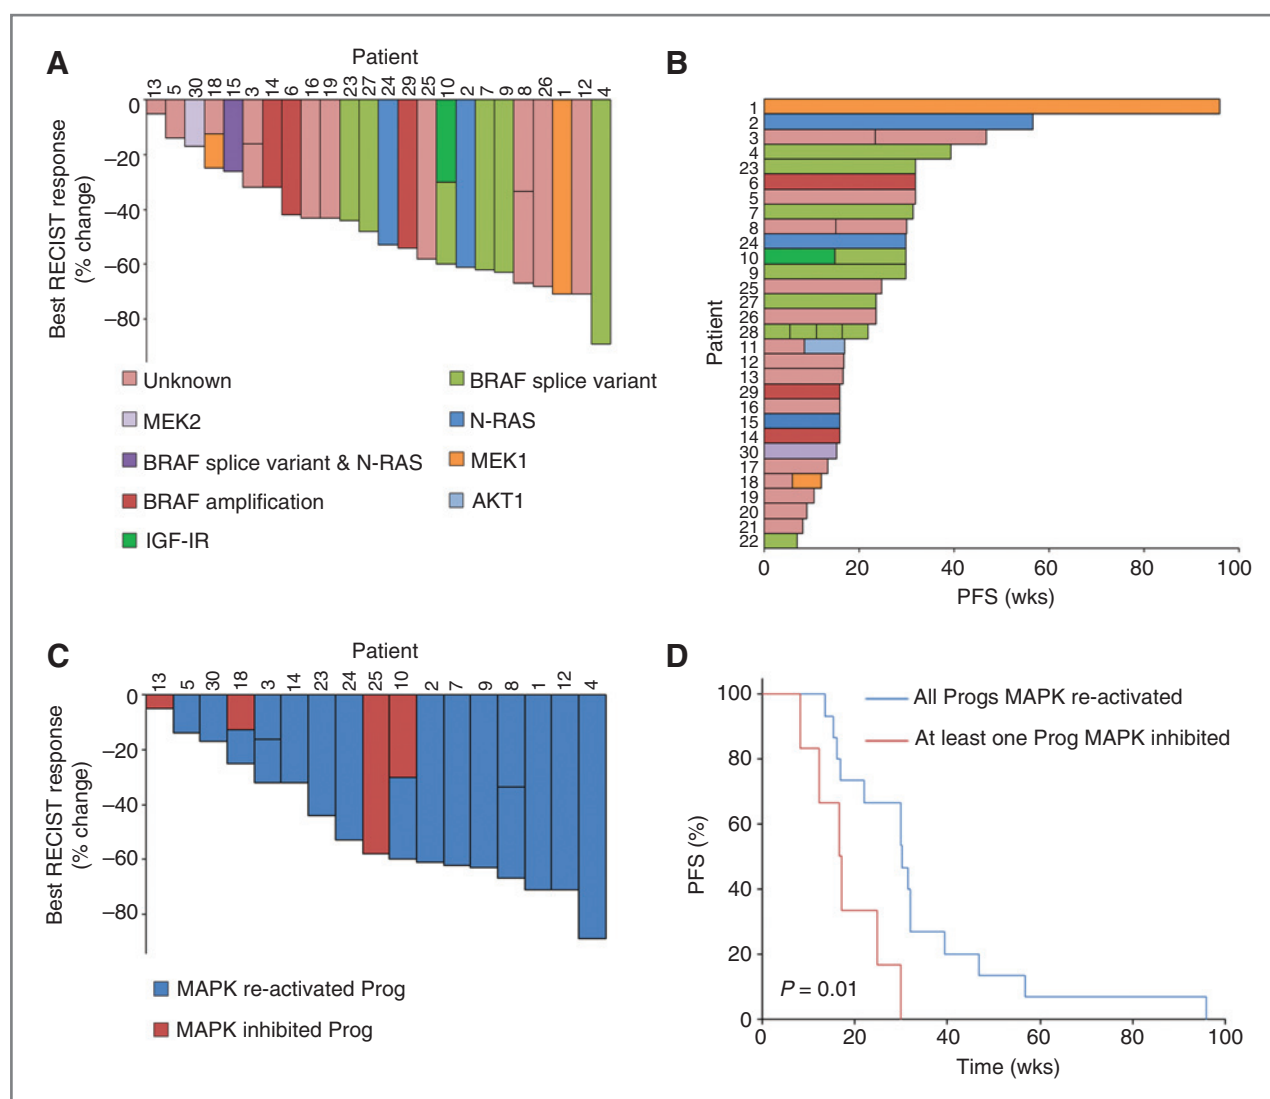 A
Patient
13 5 30 18 15 3 14 6 16 19 23 27 24 29 25 10 2 7 9 8 26 1 12 4
Best RECIST response
(% change)
0
–20
–40
–60
–80
Unknown
MEK2
BRAF splice variant & N-RAS
BRAF amplification
IGF-IR
BRAF splice variant
N-RAS
MEK1
AKT1
B
Patient
1
2
3
4
23
6
5
7
8
24
10
9
25
27
26
28
11
12
13
29
16
15
14
30
17
18
19
20
21
22
0 20 40 60 80 100
PFS (wks)
C
Patient
13 5 30 18 3 14 23 24 25 10 2 7 9 8 1 12 4
Best RECIST response
(% change)
0
–20
–40
–60
–80
MAPK re-activated Prog
MAPK inhibited Prog
D
PFS (%)
100
80
60
40
20
0
All Progs MAPK re-activated
At least one Prog MAPK inhibited
P = 0.01
0 20 40 60 80 100
Time (wks)